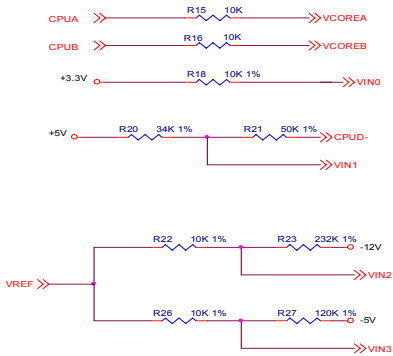 R15 10K
CPUA VCOREA
R16 10K
CPUB VCOREB
+3.3V R18 10K 1% VIN0
+5V R20 34K 1% R21 50K 1% CPUD-
VIN1
R22 10K 1% R23 232K 1% -12V
VIN2
VREF
R26 10K 1% R27 120K 1% -5V
VIN3